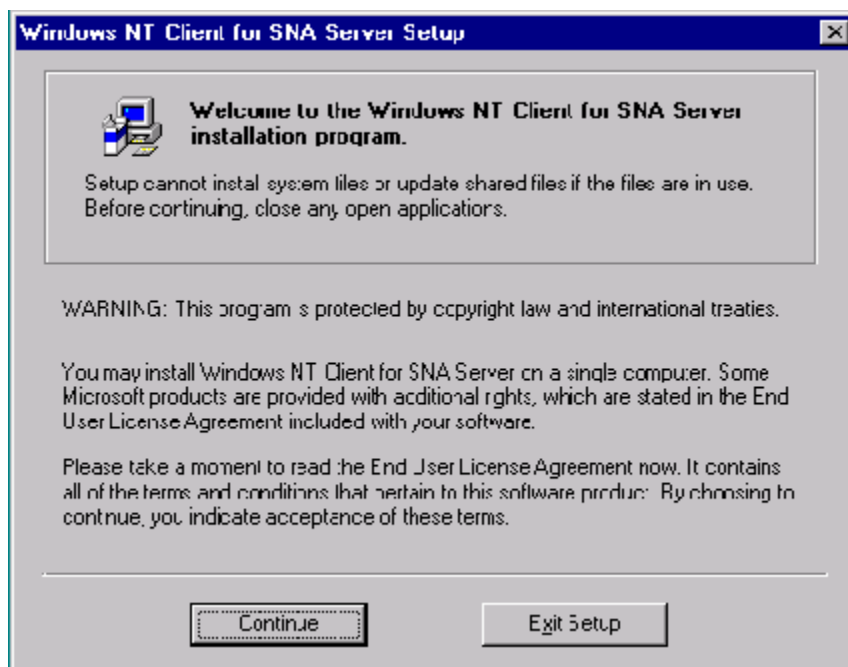 Windows NT Client for SNA Server Setup
Welcome to the Windows NT Client for SNA Server
installation program.
Setup cannot install system files or update shared files if the files are in use.
Before continuing, close any open applications.
WARNING: This program is protected by copyright law and international treaties.
You may install Windows NT Client for SNA Server on a single computer. Some
Microsoft products are provided with additional rights, which are stated in the End
User License Agreement included with your software.
Please take a moment to read the End User License Agreement now. It contains
all of the terms and conditions that pertain to this software product. By choosing to
continue, you indicate acceptance of these terms.
Continue
Exit Setup